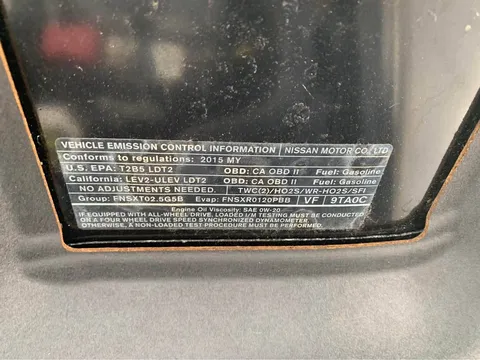 VEHICLE EMISSION CONTROL INFORMATION NISSAN MOTOR CO., LTD
Conforms to regulations: 2015 MY
U.S. EPA: T2B5 LDT2 OBD: CA OBD II Fuel: Gasoline
California: LEV2-ULEV LDT2 OBD: CA OBD II Fuel: Gasoline
NO ADJUSTMENTS NEEDED. TWC(2)/HO2S/WR-HO2S/SFI
Group: FNSXT02.5G5B Evap: FNSXR0120PBB VF 9TA0C
Engine Oil Viscosity: SAE 0W-20
IF EQUIPPED WITH ALL-WHEEL DRIVE, LOADED I/M TESTING MUST BE CONDUCTED
ON A FOUR WHEEL DRIVE SPEED SYNCHRONIZED DYNAMOMETER.
OTHERWISE, A NON-LOADED TEST PROCEDURE MUST BE CONDUCTED.